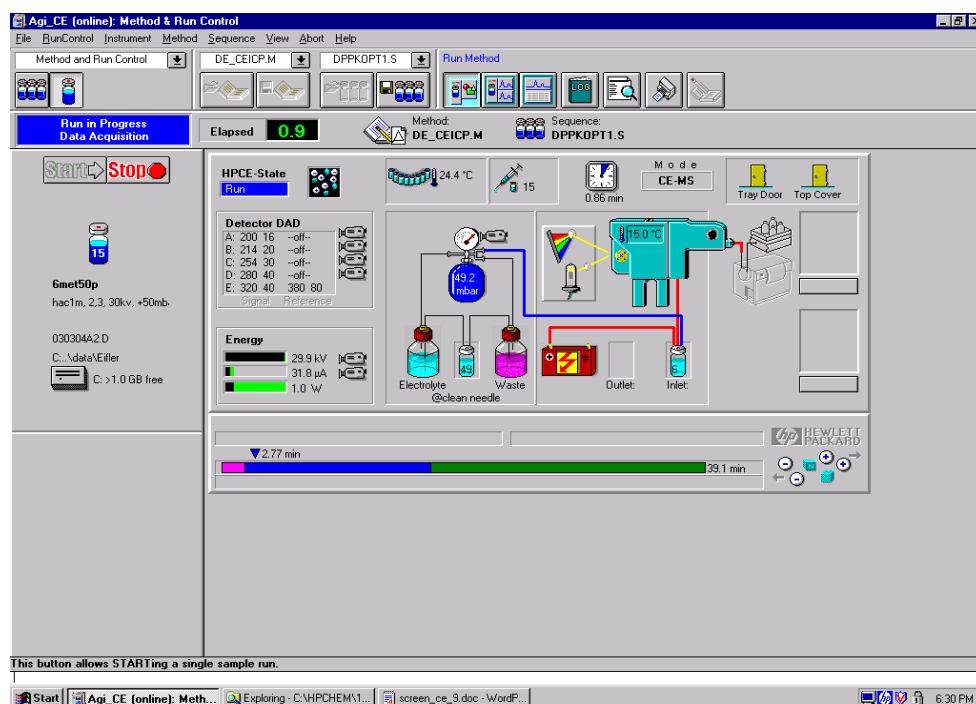 Agi_CE (online): Method & Run Control
File RunControl Instrument Method Sequence View Abort Help
Method and Run Control DE_CEICP.M DPPKOPT1.S Run Method
LOG
Run in Progress
Data Acquisition
Elapsed 0.9
Method:
DE_CEICP.M
Sequence:
DPPKOPT1.S
Start Stop
15
6met50p
hac1m, 2,3, 30kv, +50mb
030304A2.D
C:..\data\Eifler
C: >1.0 GB free
HPCE-State
Run
24.4 °C
15
0.86 min
Mode
CE-MS
Tray Door Top Cover
Detector DAD
A: 200 16 --off--
B: 214 20 --off--
C: 254 30 --off--
D: 280 40 --off--
E: 320 40 380 80
Signal Reference
Energy
29.9 kV
31.8 µA
1.0 W
49.2
mbar
15.0 °C
49
6
Electrolyte Waste
@clean needle
Outlet: Inlet:
hp HEWLETT
PACKARD
2.77 min
39.1 min
This button allows STARTing a single sample run.
Start Agi_CE (online): Meth... Exploring - C:\HPCHEM\1... screen_ce_9.doc - WordP... 6:30 PM